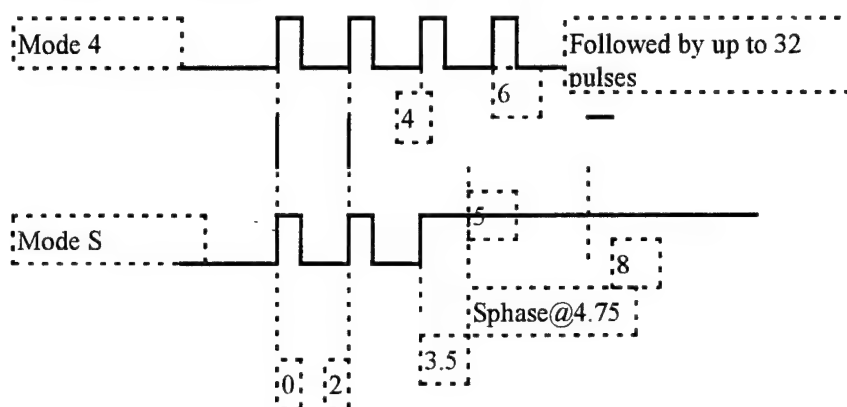 Mode 4
Followed by up to 32
pulses
4
6
Mode S
5
8
Sphase@4.75
3.5
0
2